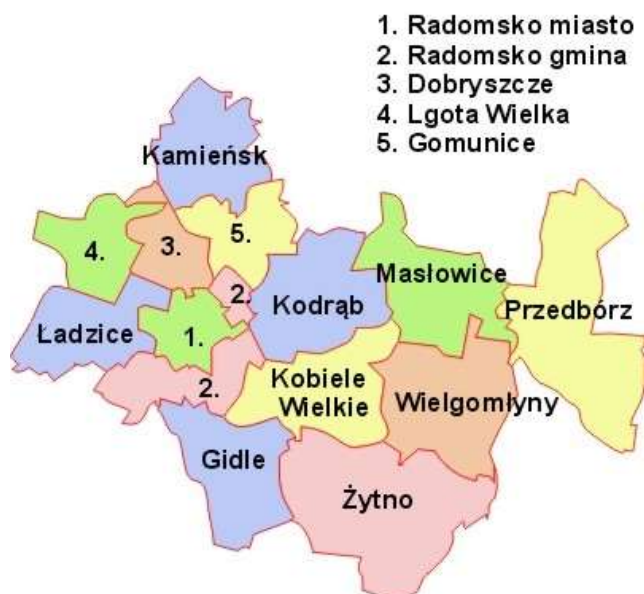 1. Radomsko miasto
2. Radomsko gmina
3. Dobryszcze
4. Lgota Wielka
5. Gomunice
Kamieńsk
5.
3.
4.
Masłowice
2.
Kodrąb
Przedbórz
Ładzice
1.
2.
Kobiele
Wielkie
Wielgomłyny
Gidle
Żytno